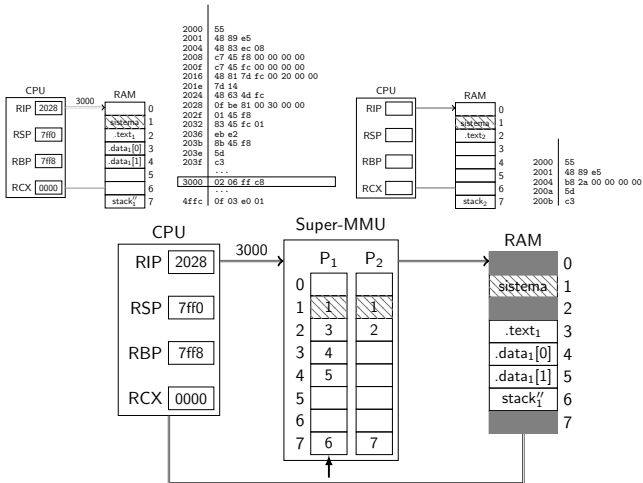 2000 55
2001 48 89 e5
2004 48 83 ec 08
2008 c7 45 f8 00 00 00 00
200f c7 45 fc 00 00 00 00
2016 48 81 7d fc 00 20 00 00
201e 7d 14
2024 48 63 4d fc
2028 0f be 81 00 30 00 00
202f 01 45 f8
2032 83 45 fc 01
2036 eb e2
203b 8b 45 f8
203e 5d
203f c3
...
3000 02 06 ff c8
...
4ffc 0f 03 e0 01
CPU
RIP 2028
RSP 7ff0
RBP 7ff8
RCX 0000
3000
RAM
0
sistema 1
.text1 2
.data1[0] 3
.data1[1] 4
5
6
stack″1 7
CPU
RIP
RSP
RBP
RCX
RAM
0
sistema 1
.text2 2
3
4
5
6
stack2 7
2000 55
2001 48 89 e5
2004 b8 2a 00 00 00 00
200a 5d
200b c3
CPU
RIP 2028
RSP 7ff0
RBP 7ff8
RCX 0000
3000
Super-MMU
P1 P2
0
1 1 1
2 3 2
3 4
4 5
5
6
7 6 7
RAM
0
sistema 1
2
.text1 3
.data1[0] 4
.data1[1] 5
stack″1 6
7